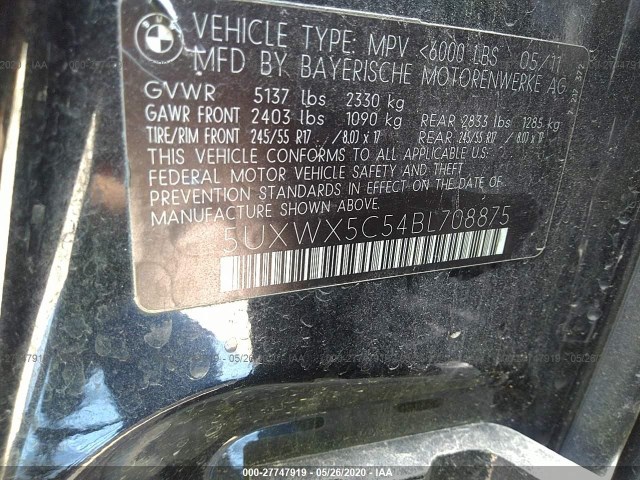 BMW
VEHICLE TYPE: MPV <6000 LBS 05/11
MFD BY BAYERISCHE MOTORENWERKE AG
GVWR 5137 lbs 2330 kg
GAWR FRONT 2403 lbs 1090 kg REAR 2833 lbs 1285 kg
TIRE/RIM FRONT 245/55 R17 / 8.0J x 17 REAR 245/55 R17 / 8.0J x 17
THIS VEHICLE CONFORMS TO ALL APPLICABLE U.S.
FEDERAL MOTOR VEHICLE SAFETY AND THEFT
PREVENTION STANDARDS IN EFFECT ON THE DATE OF
MANUFACTURE SHOWN ABOVE.
5UXWX5C54BL708875
000-27747919 | 05/26/2020 | IAA